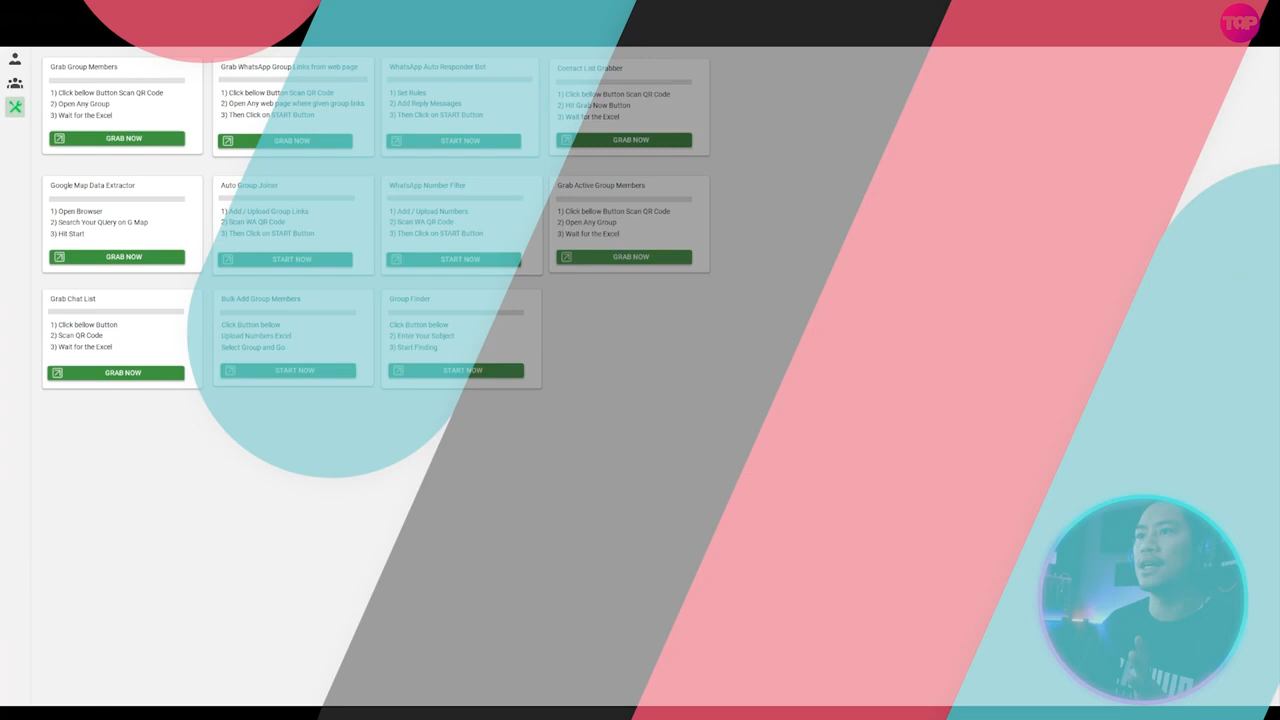 TOP
Grab Group Members
1) Click bellow Button Scan QR Code
2) Open Any Group
3) Wait for the Excel
GRAB NOW
Grab WhatsApp Group Links from web page
1) Click bellow Button Scan QR Code
2) Open Any web page where given group links
3) Then Click on START Button
GRAB NOW
WhatsApp Auto Responder Bot
1) Set Rules
2) Add Reply Messages
3) Then Click on START Button
START NOW
Contact List Grabber
1) Click bellow Button Scan QR Code
2) Hit Grab Now Button
3) Wait for the Excel
GRAB NOW
Google Map Data Extractor
1) Open Browser
2) Search Your QUery on G Map
3) Hit Start
GRAB NOW
Auto Group Joiner
1) Add / Upload Group Links
2) Scan WA QR Code
3) Then Click on START Button
START NOW
WhatsApp Number Filter
1) Add / Upload Numbers
2) Scan WA QR Code
3) Then Click on START Button
START NOW
Grab Active Group Members
1) Click bellow Button Scan QR Code
2) Open Any Group
3) Wait for the Excel
GRAB NOW
Grab Chat List
1) Click bellow Button
2) Scan QR Code
3) Wait for the Excel
GRAB NOW
Bulk Add Group Members
Click Button bellow
Upload Numbers Excel
Select Group and Go
START NOW
Group Finder
Click Button bellow
2) Enter Your Subject
3) Start Finding
START NOW